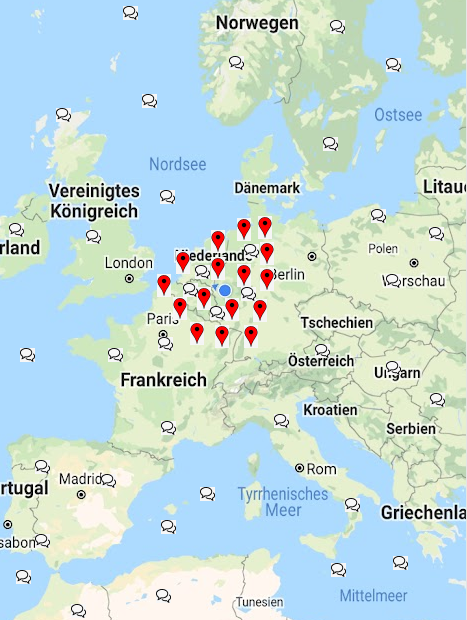 Norwegen
Ostsee
Nordsee
Dänemark
Litau
Vereinigtes
Königreich
rland
Niederlande
Polen
London
Berlin
Warschau
Paris
Tschechien
Österreich
Ungarn
Frankreich
Kroatien
Serbien
Rom
Madrid
rtugal
Tyrrhenisches
Meer
Griechenla
sabon
Mittelmeer
Tunesien